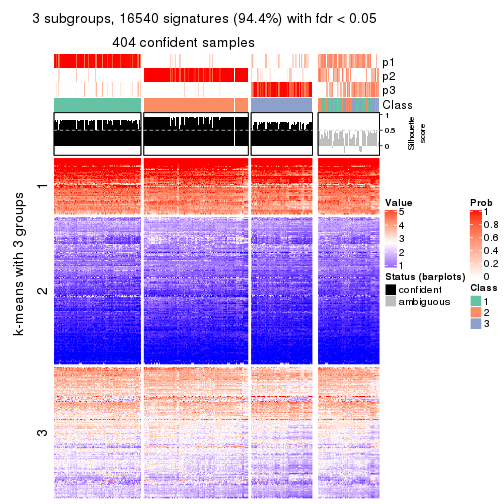 3 subgroups, 16540 signatures (94.4%) with fdr < 0.05
404 confident samples
p1
p2
p3
Class
1
0.5
0
Silhouette
score
k-means with 3 groups
1
2
3
Value
5
4
3
2
1
Status (barplots)
confident
ambiguous
Prob
1
0.8
0.6
0.4
0.2
0
Class
1
2
3